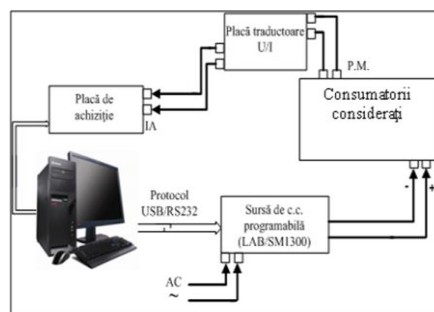 Placă traductoare
U/I
P.M.
Placă de
achiziție
IA
Consumatorii
considerați
Protocol
USB/RS232
- +
Sursă de c.c.
programabilă
(LAB/SM1300)
AC
~